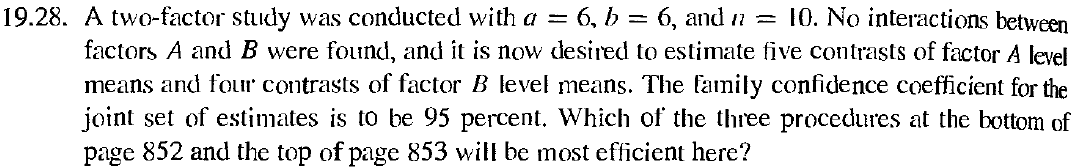 19.28. A two-factor study was conducted with a = 6, b = 6, and n = 10. No interactions between
factors A and B were found, and it is now desired to estimate five contrasts of factor A level
means and four contrasts of factor B level means. The family confidence coefficient for the
joint set of estimates is to be 95 percent. Which of the three procedures at the bottom of
page 852 and the top of page 853 will be most efficient here?